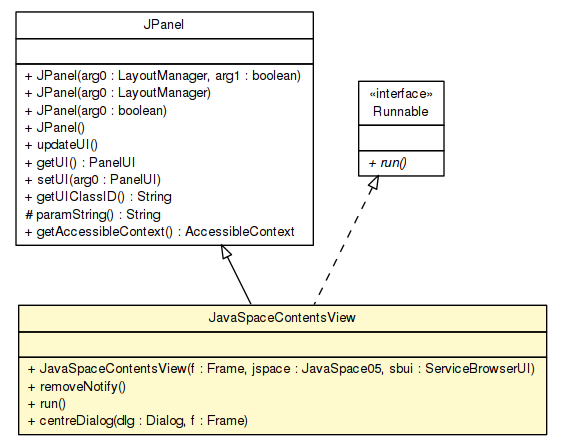 JPanel
+ JPanel(arg0 : LayoutManager, arg1 : boolean)
+ JPanel(arg0 : LayoutManager)
+ JPanel(arg0 : boolean)
+ JPanel()
+ updateUI()
+ getUI() : PanelUI
+ setUI(arg0 : PanelUI)
+ getUIClassID() : String
# paramString() : String
+ getAccessibleContext() : AccessibleContext
«interface»
Runnable
+ run()
JavaSpaceContentsView
+ JavaSpaceContentsView(f : Frame, jspace : JavaSpace05, sbui : ServiceBrowserUI)
+ removeNotify()
+ run()
+ centreDialog(dlg : Dialog, f : Frame)